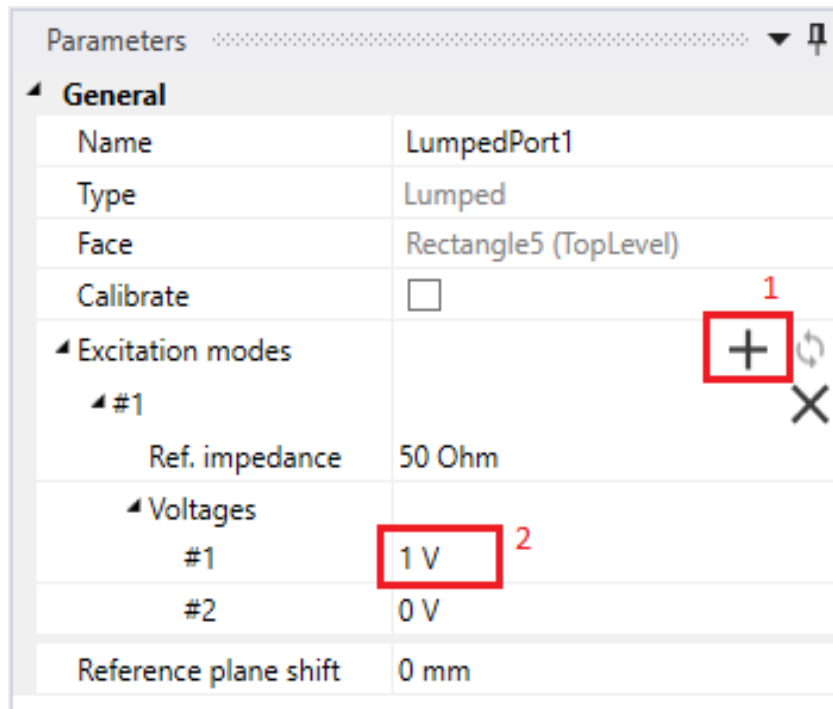 Parameters
General
Name LumpedPort1
Type Lumped
Face Rectangle5 (TopLevel)
Calibrate 1
Excitation modes
#1
Ref. impedance 50 Ohm
Voltages
#1 1 V 2
#2 0 V
Reference plane shift 0 mm